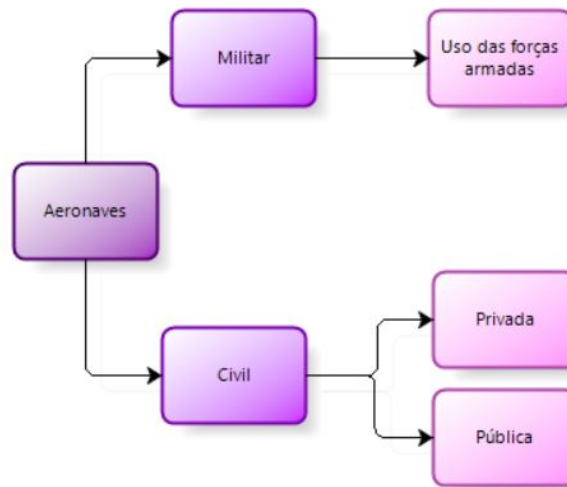 Militar
Uso das forças
armadas
Aeronaves
Privada
Civil
Pública